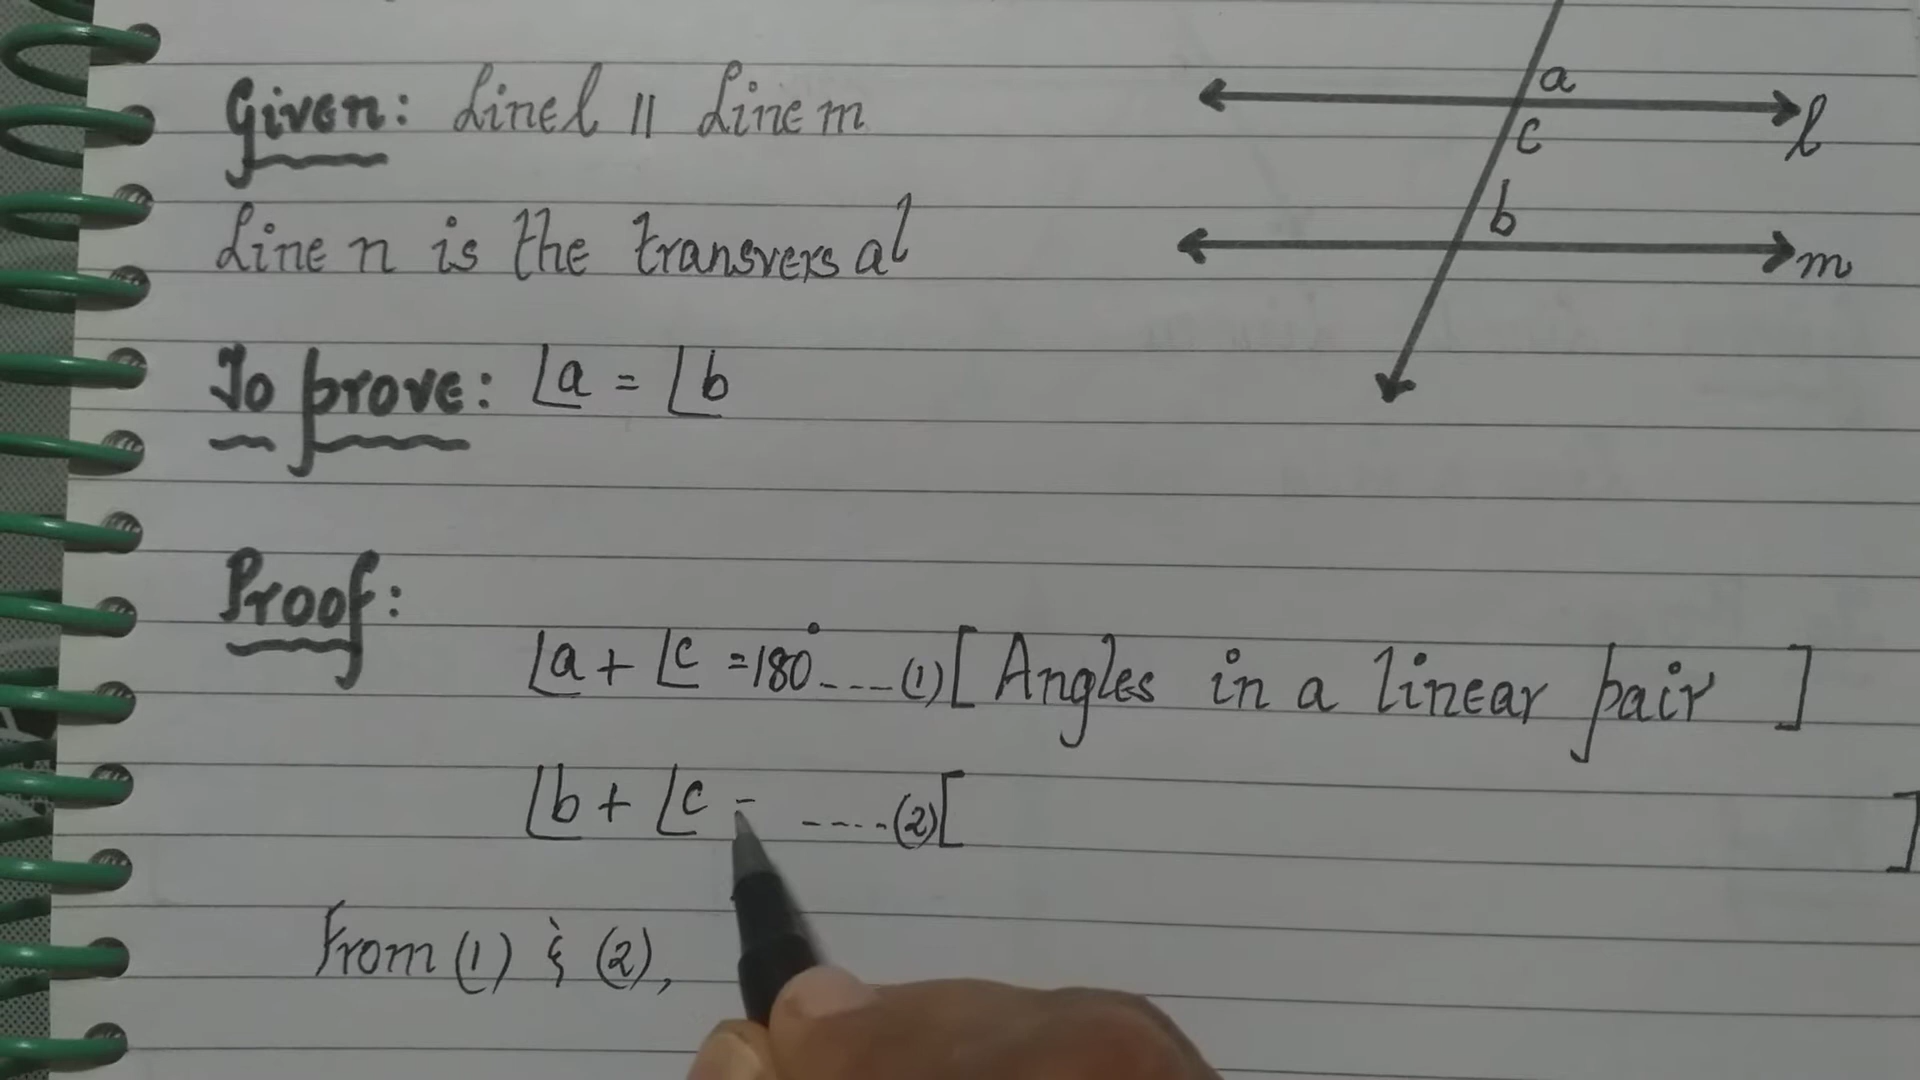 a
Given: Line l || Line m
l
c
b
Line n is the transversal
m
To prove: ∠a = ∠b
Proof:
∠a + ∠c = 180° ---- (1) [Angles in a linear pair]
∠b + ∠c = ---- (2) [ ]
From (1) & (2),